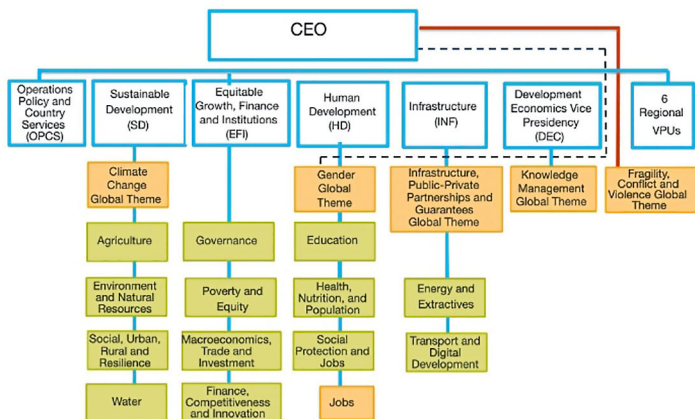 CEO
Operations
Policy and
Country
Services
(OPCS)
Sustainable
Development
(SD)
Equitable
Growth, Finance
and Institutions
(EFI)
Human
Development
(HD)
Infrastructure
(INF)
Development
Economics Vice
Presidency
(DEC)
6
Regional
VPUs
Climate
Change
Global Theme
Gender
Global
Theme
Infrastructure,
Public-Private
Partnerships and
Guarantees
Global Theme
Knowledge
Management
Global Theme
Fragility,
Conflict and
Violence Global
Theme
Agriculture
Governance
Education
Environment
and Natural
Resources
Poverty and
Equity
Health,
Nutrition, and
Population
Energy and
Extractives
Social, Urban,
Rural and
Resilience
Macroeconomics,
Trade and
Investment
Social
Protection and
Jobs
Transport and
Digital
Development
Water
Finance,
Competitiveness
and Innovation
Jobs